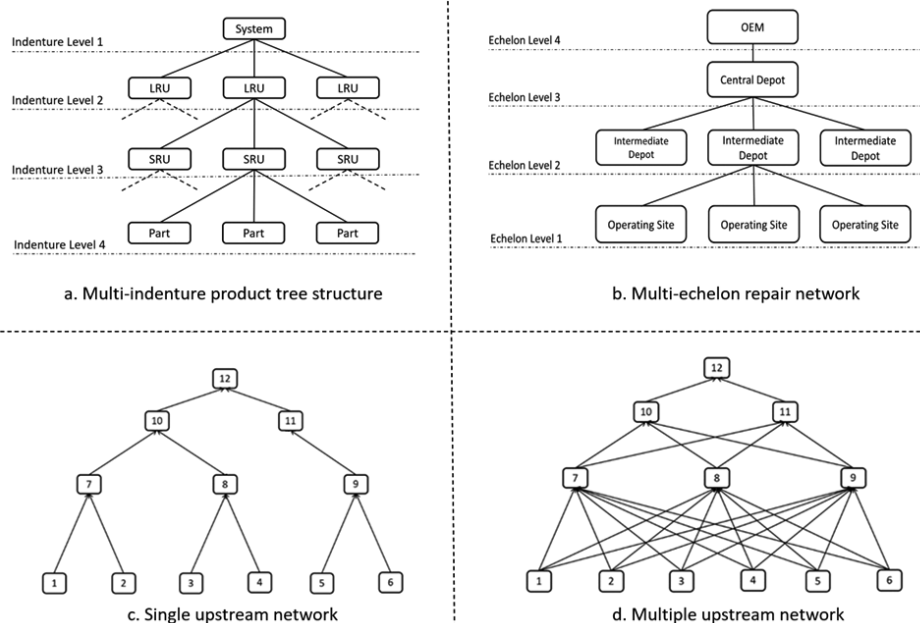 System
Indenture Level 1
LRU LRU LRU
Indenture Level 2
SRU SRU SRU
Indenture Level 3
Part Part Part
Indenture Level 4
a. Multi-indenture product tree structure
OEM
Echelon Level 4
Central Depot
Echelon Level 3
Intermediate Depot
Intermediate Depot
Intermediate Depot
Echelon Level 2
Operating Site Operating Site Operating Site
Echelon Level 1
b. Multi-echelon repair network
12
10 11
7 8 9
1 2 3 4 5 6
c. Single upstream network
12
10 11
7 8 9
1 2 3 4 5 6
d. Multiple upstream network